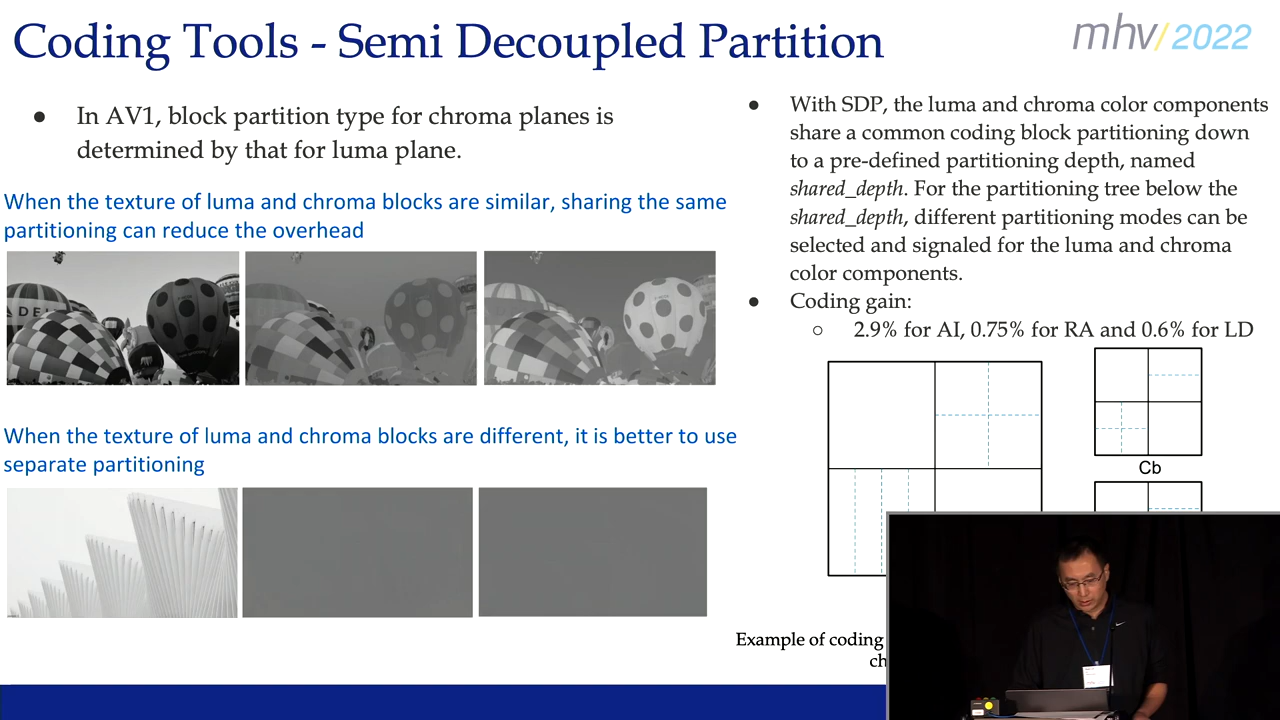 Coding Tools - Semi Decoupled Partition
mhv/2022
● In AV1, block partition type for chroma planes is
determined by that for luma plane.
When the texture of luma and chroma blocks are similar, sharing the same
partitioning can reduce the overhead
When the texture of luma and chroma blocks are different, it is better to use
separate partitioning
● With SDP, the luma and chroma color components
share a common coding block partitioning down
to a pre-defined partitioning depth, named
shared_depth. For the partitioning tree below the
shared_depth, different partitioning modes can be
selected and signaled for the luma and chroma
color components.
● Coding gain:
○ 2.9% for AI, 0.75% for RA and 0.6% for LD
Cb
Example of coding
ch